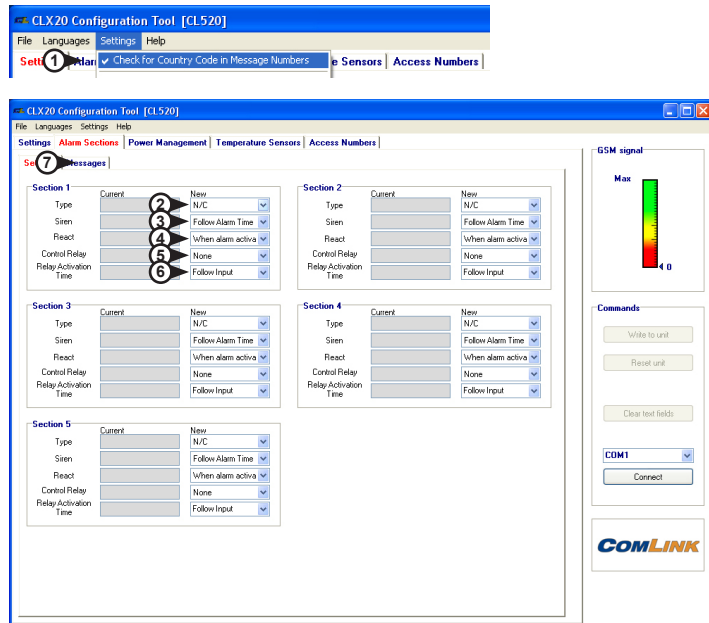 CLX20 Configuration Tool [CL520]
File Languages Settings Help
1
✔ Check for Country Code in Message Numbers
Sensors Access Numbers
CLX20 Configuration Tool [CL520]
File Languages Settings Help
Settings Alarm Sections Power Management Temperature Sensors Access Numbers
7
Section 1
Current New
Type 2 N/C
Siren 3 Follow Alarm Time
React 4 When alarm activa
Control Relay 5 None
Relay Activation Time 6 Follow Input
Section 2
Current New
Type N/C
Siren Follow Alarm Time
React When alarm activa
Control Relay None
Relay Activation Time Follow Input
Section 3
Current New
Type N/C
Siren Follow Alarm Time
React When alarm activa
Control Relay None
Relay Activation Time Follow Input
Section 4
Current New
Type N/C
Siren Follow Alarm Time
React When alarm activa
Control Relay None
Relay Activation Time Follow Input
Section 5
Current New
Type N/C
Siren Follow Alarm Time
React When alarm activa
Control Relay None
Relay Activation Time Follow Input
GSM signal
Max
0
Commands
Write to unit
Reset unit
Clear text fields
COM1
Connect
COMLINK